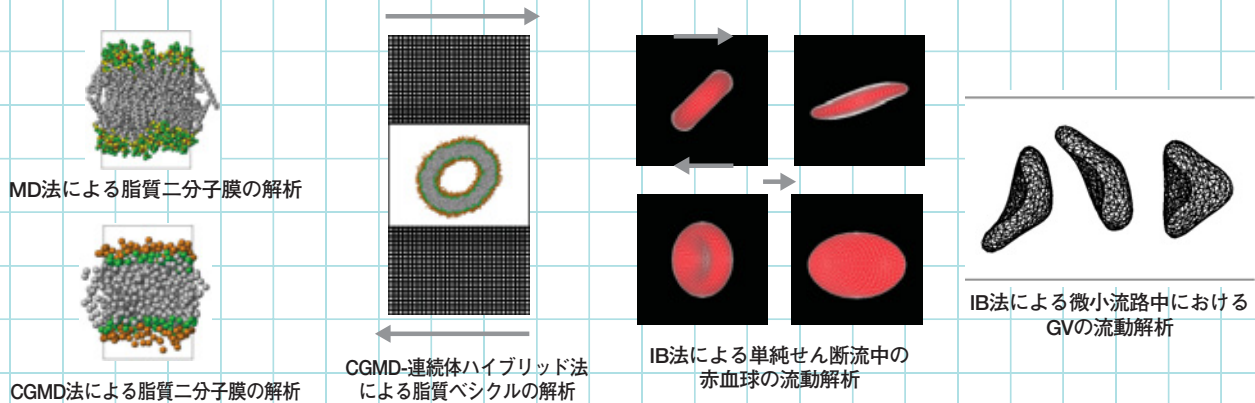 MD法による脂質二分子膜の解析
CGMD法による脂質二分子膜の解析
CGMD-連続体ハイブリッド法
による脂質ベシクルの解析
IB法による単純せん断流中の
赤血球の流動解析
IB法による微小流路中における
GVの流動解析